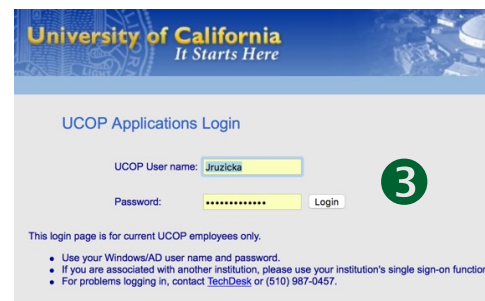 University of California
It Starts Here
UCOP Applications Login
UCOP User name: Jruzicka
Password: ••••••••••••• Login
3
This login page is for current UCOP employees only.
• Use your Windows/AD user name and password.
• If you are associated with another institution, please use your institution's single sign-on function
• For problems logging in, contact TechDesk or (510) 987-0457.